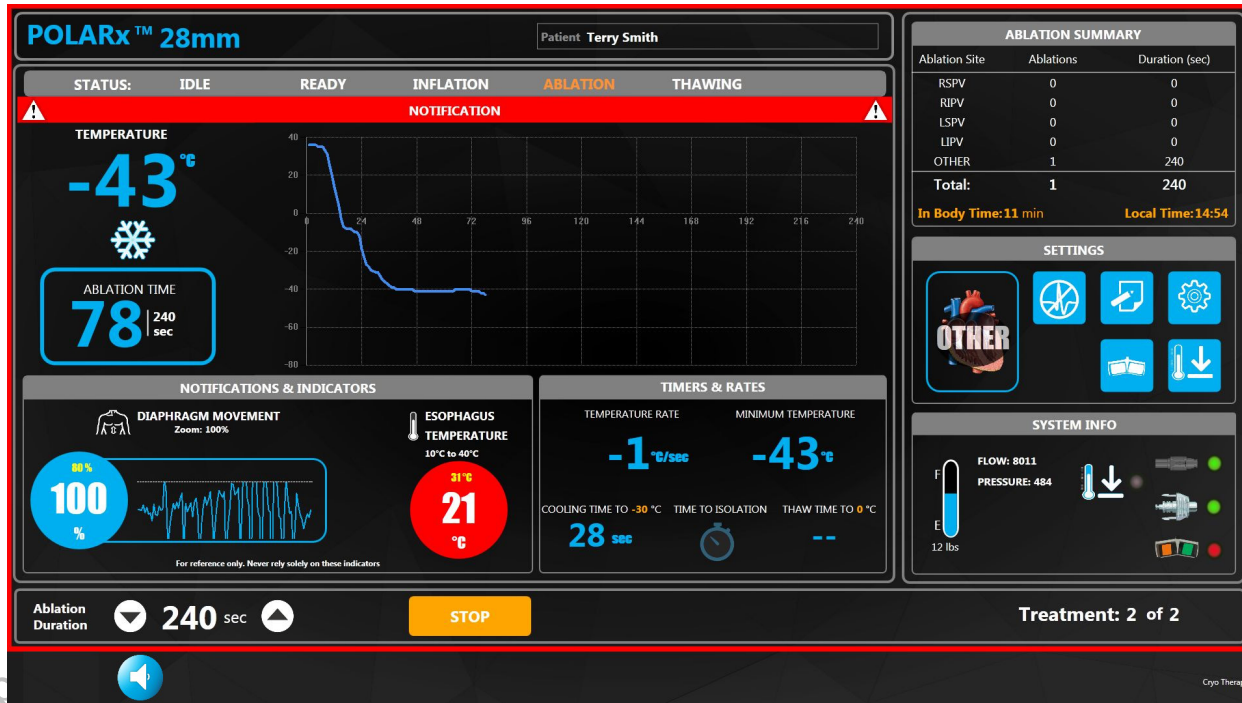 POLARx™ 28mm
Patient Terry Smith
STATUS: IDLE READY INFLATION ABLATION THAWING
NOTIFICATION
TEMPERATURE
-43°C
ABLATION TIME
78 240 sec
40
20
0
-20
-40
-60
-80
0 24 48 72 96 120 144 168 192 216 240
NOTIFICATIONS & INDICATORS
DIAPHRAGM MOVEMENT
Zoom: 100%
80 %
100
%
ESOPHAGUS
TEMPERATURE
10°C to 40°C
31°C
21
°C
For reference only. Never rely solely on these indicators
TIMERS & RATES
TEMPERATURE RATE MINIMUM TEMPERATURE
-1°C/sec -43°C
COOLING TIME TO -30 °C TIME TO ISOLATION THAW TIME TO 0 °C
28 sec --
ABLATION SUMMARY
Ablation Site Ablations Duration (sec)
RSPV 0 0
RIPV 0 0
LSPV 0 0
LIPV 0 0
OTHER 1 240
Total: 1 240
In Body Time:11 min Local Time:14:54
SETTINGS
OTHER
SYSTEM INFO
F
E
12 lbs
FLOW: 8011
PRESSURE: 484
Ablation
Duration
240 sec
STOP
Treatment: 2 of 2
Cryo